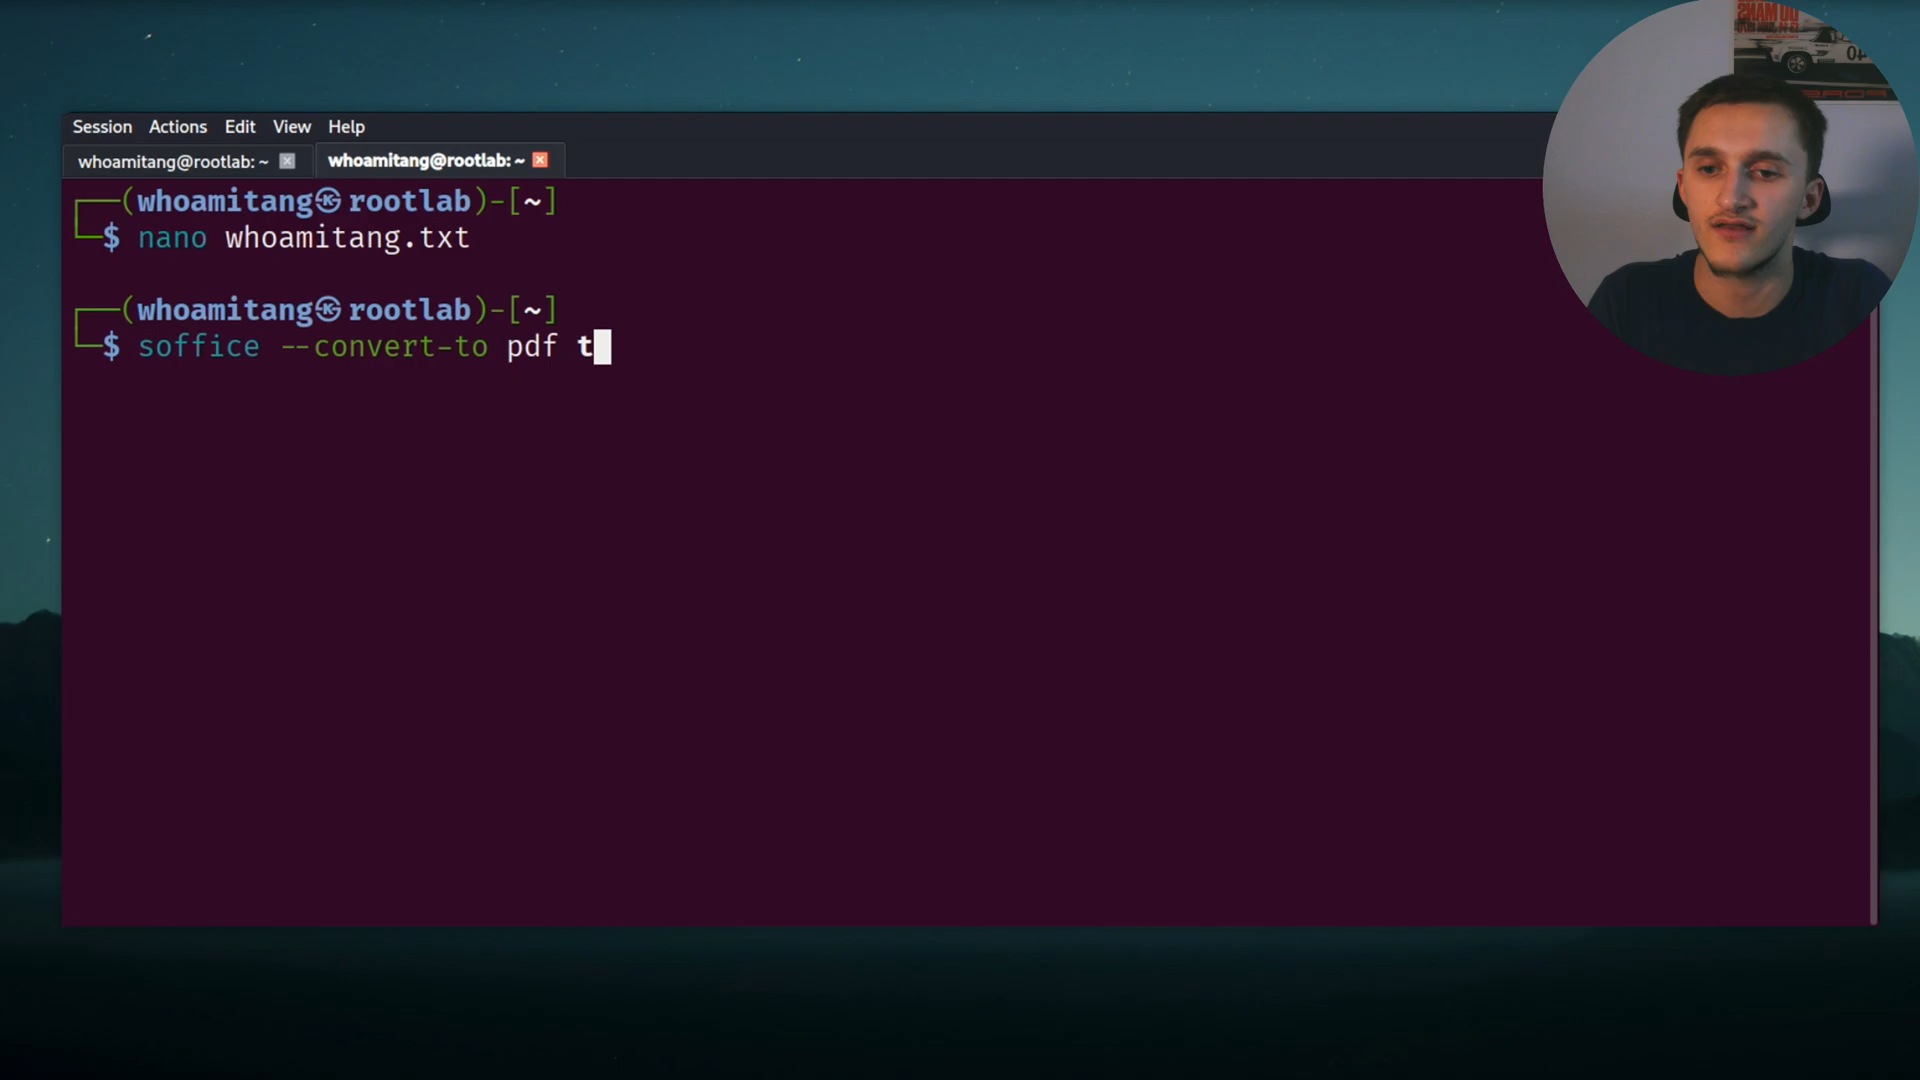 Session Actions Edit View Help
whoamitang@rootlab: ~
whoamitang@rootlab: ~
┌──(whoamitang㉿rootlab)-[~]
└─$ nano whoamitang.txt
┌──(whoamitang㉿rootlab)-[~]
└─$ soffice --convert-to pdf t